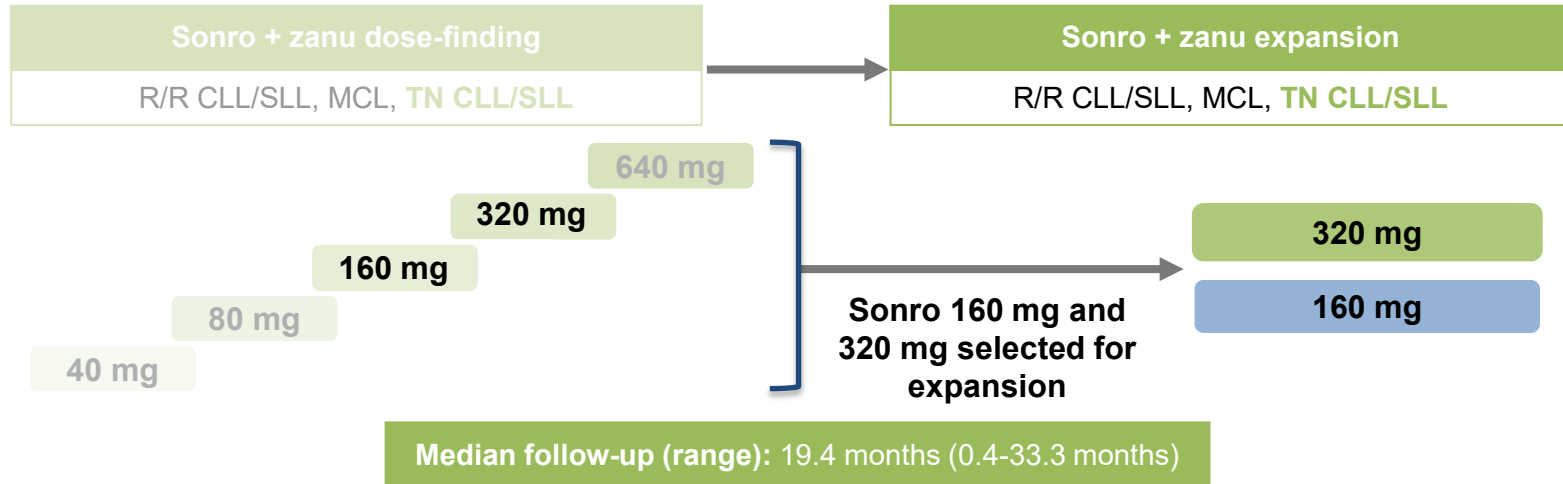 Sonro + zanu dose-finding
R/R CLL/SLL, MCL, TN CLL/SLL
Sonro + zanu expansion
R/R CLL/SLL, MCL, TN CLL/SLL
640 mg
320 mg
160 mg
80 mg
40 mg
Sonro 160 mg and
320 mg selected for
expansion
320 mg
160 mg
Median follow-up (range): 19.4 months (0.4-33.3 months)